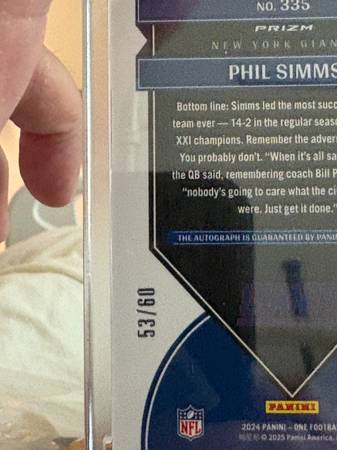 NO. 335
PRIZM
NEW YORK GIAN
PHIL SIMMS
Bottom line: Simms led the most succ
team ever — 14-2 in the regular seaso
XXI champions. Remember the advers
You probably don't. "When it's all sa
the QB said, remembering coach Bill P
"nobody's going to care what the ci
were. Just get it done."
THE AUTOGRAPH IS GUARANTEED BY PANI
53/60
PANINI
NFL
2024 PANINI – ONE FOOTBA
© 2025 Panini America,